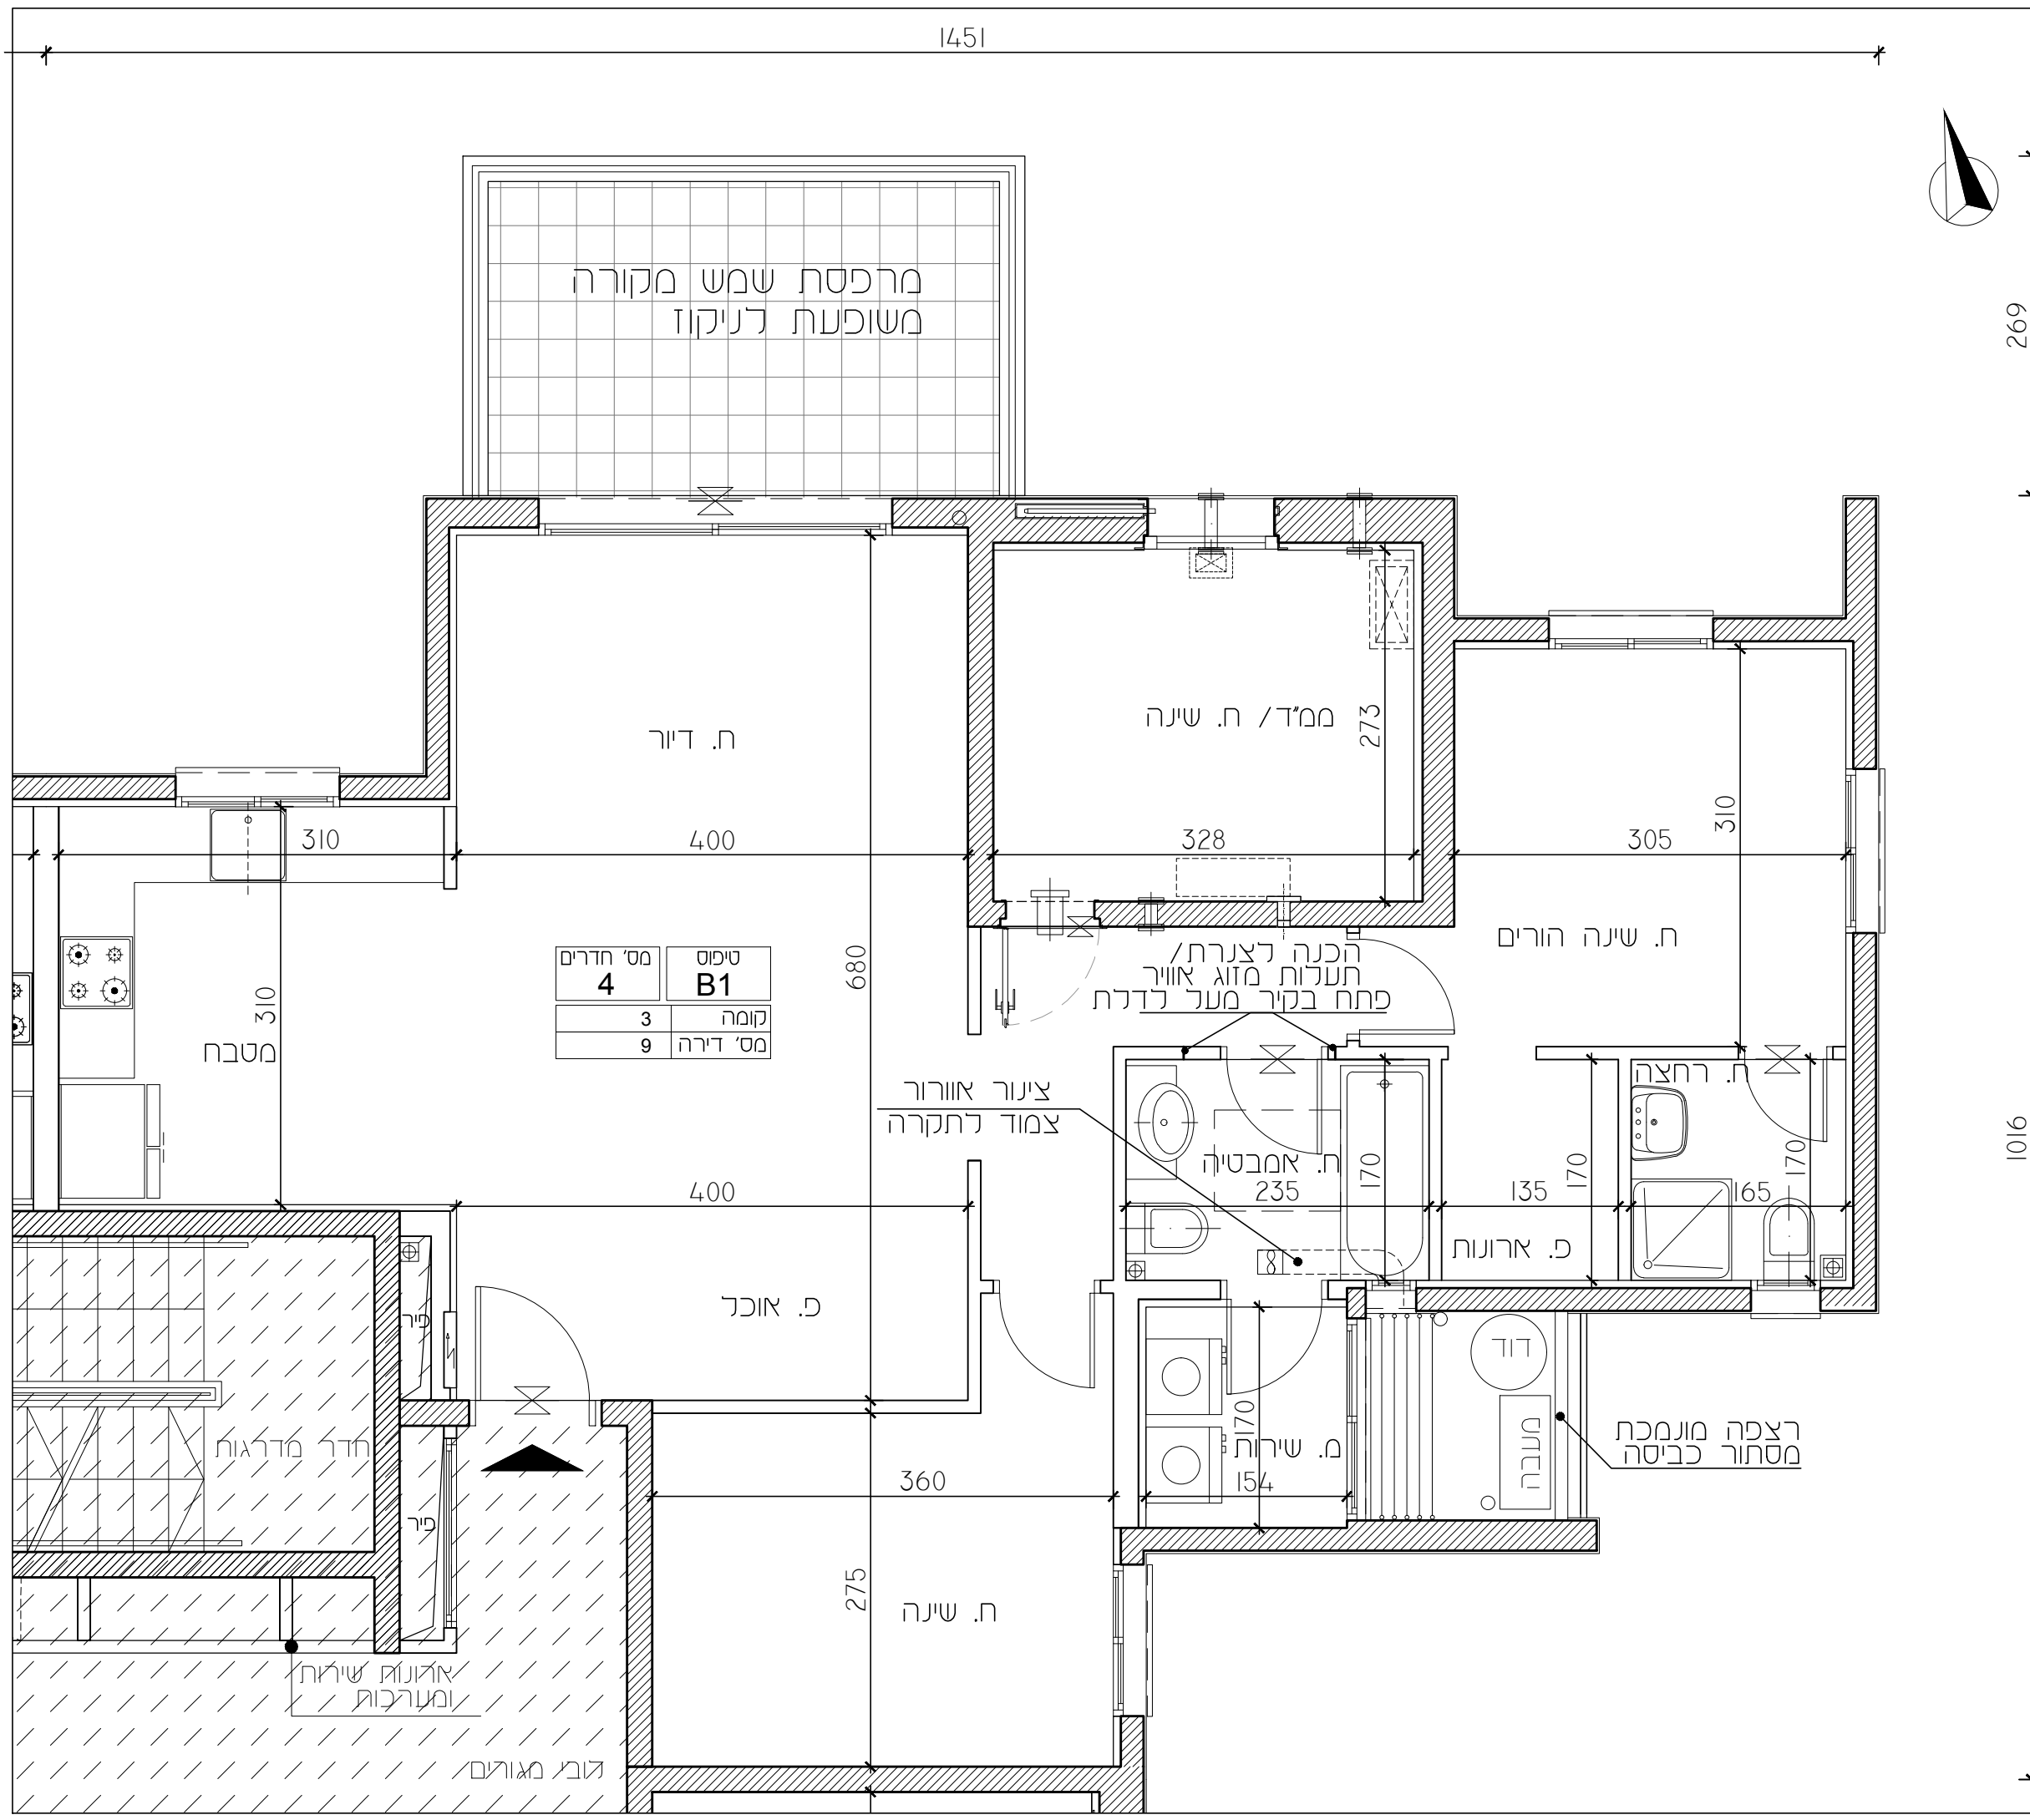 1451
269
מרפסת שמש מקורה
משופעת לניקוז
ח. דיור
ממ"ד/ ח. שינה
273
310
310
400
328
305
ח. שינה הורים
הכנה לצנרת/
תעלות מזוג אוויר
פתח בקיר מעל לדלת
טיפוס
B1
מס' חדרים
4
קומה
3
מס' דירה
9
680
310
מטבח
צינור אוורור
צמוד לתקרה
ח. רחצה
1016
ח. אמבטיה
170
170
170
400
235
135
165
פ. ארונות
פ. אוכל
פיר
דוד
מעבה
רצפה מונמכת
מסתור כביסה
חדר מדרגות
170
מ. שירות
154
360
פיר
275
ח. שינה
ארונות שירות
ומערכות
לובי מגורים